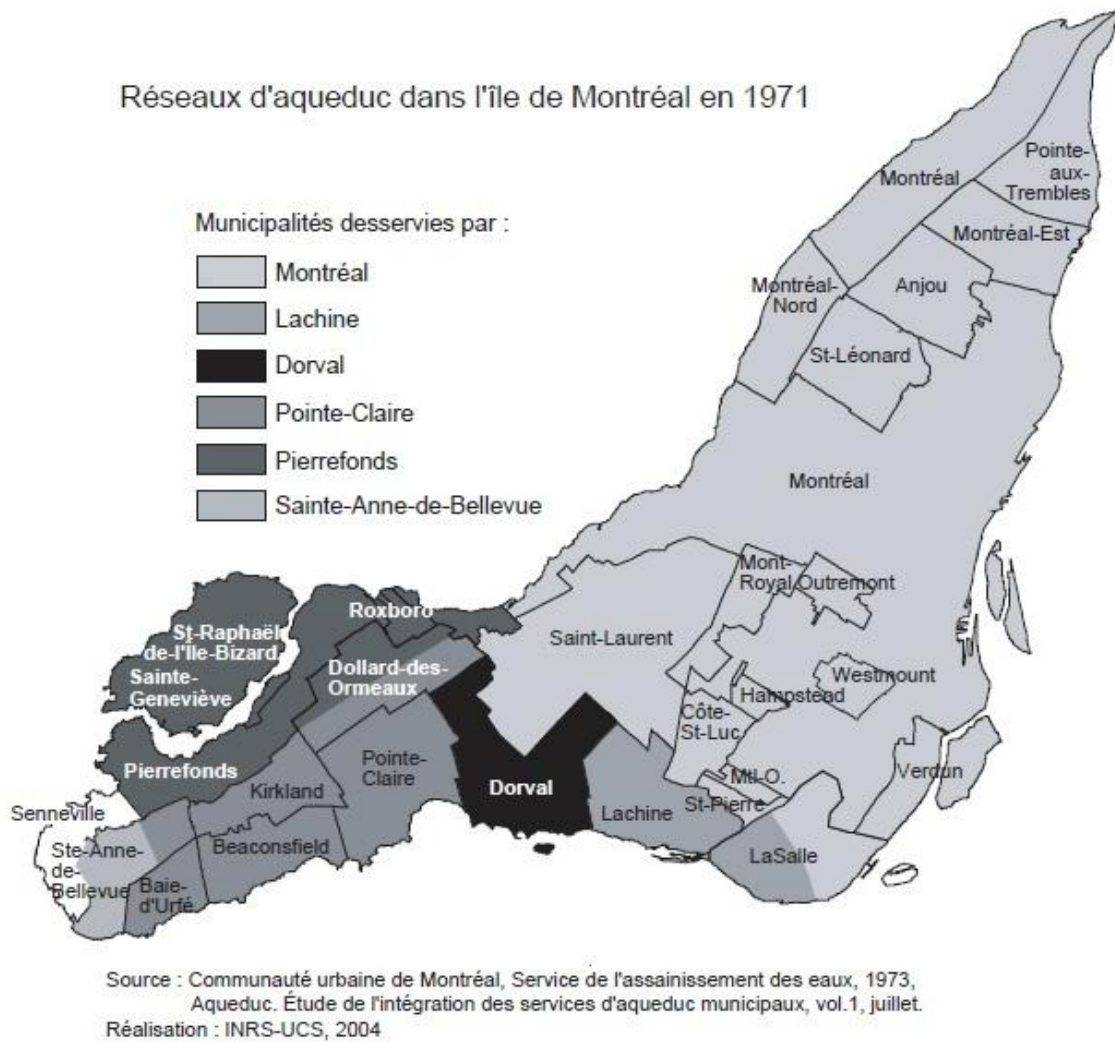 Réseaux d'aqueduc dans l'île de Montréal en 1971
Municipalités desservies par :
Montréal
Lachine
Dorval
Pointe-Claire
Pierrefonds
Sainte-Anne-de-Bellevue
Montréal
Pointe-
aux-
Trembles
Montréal-Est
Montréal-
Nord
Anjou
St-Léonard
Montréal
Mont-
Royal
Outremont
Saint-Laurent
Westmount
Hampstead
Côte-
St-Luc
Mtl-O.
St-Pierre
Verdun
LaSalle
Lachine
Dorval
Roxboro
Dollard-des-
Ormeaux
St-Raphaël
de-l'Île-Bizard
Sainte-
Geneviève
Pierrefonds
Pointe-
Claire
Kirkland
Beaconsfield
Senneville
Ste-Anne-
de-
Bellevue
Baie-
d'Urfé
Source : Communauté urbaine de Montréal, Service de l'assainissement des eaux, 1973,
Aqueduc. Étude de l'intégration des services d'aqueduc municipaux, vol.1, juillet.
Réalisation : INRS-UCS, 2004